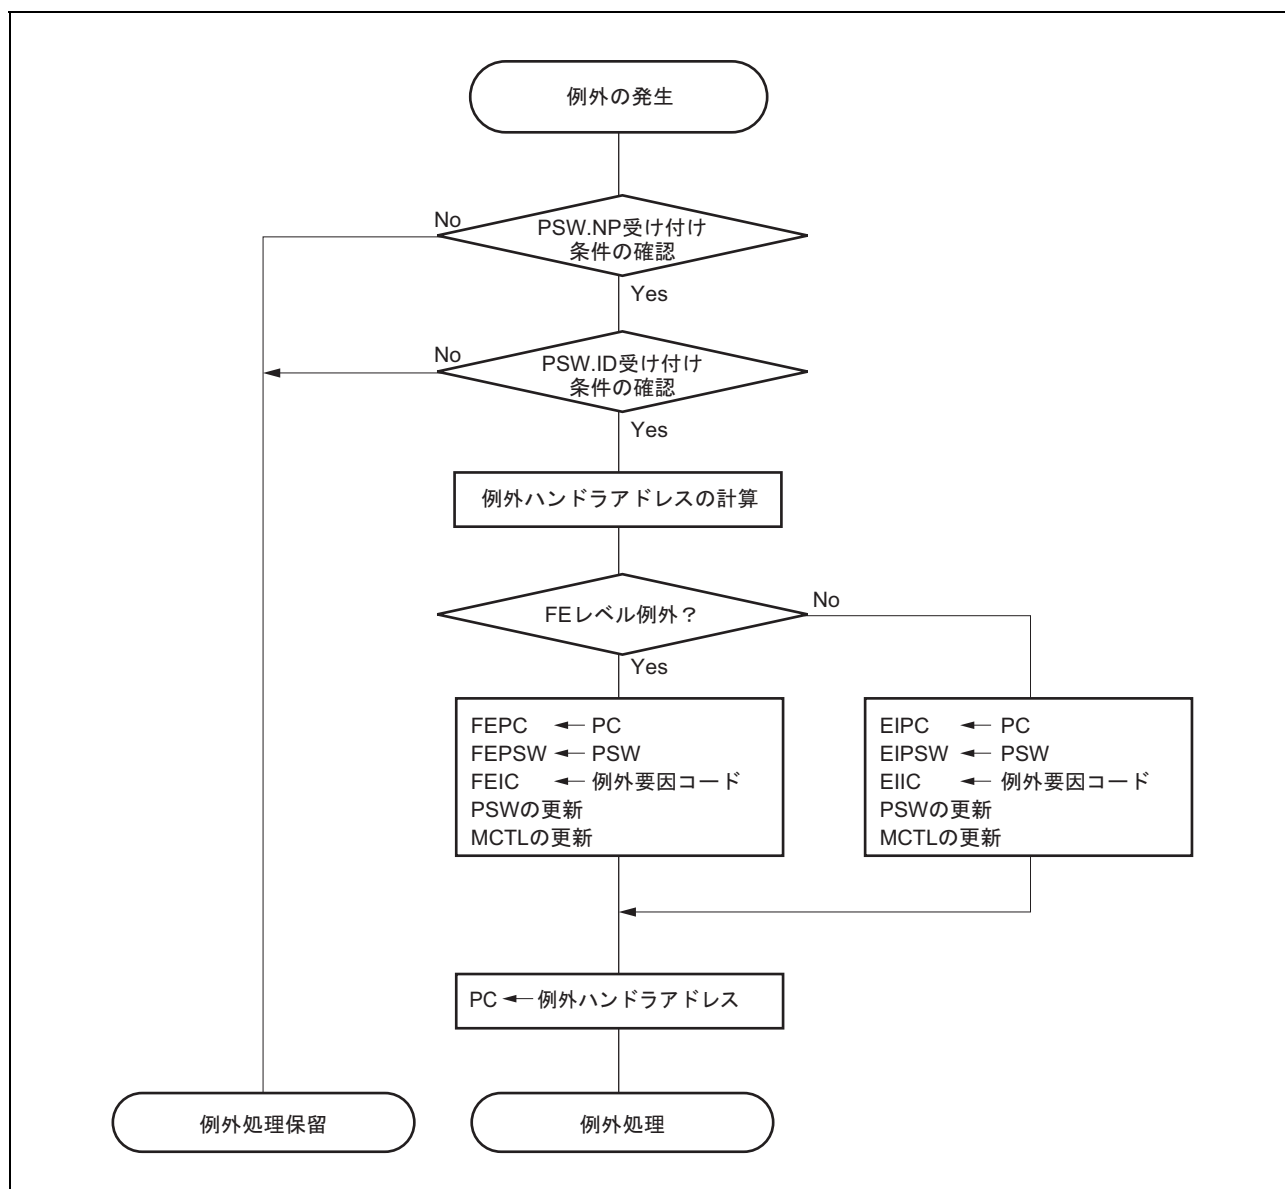 例外の発生
No
PSW.NP受け付け
条件の確認
Yes
No
PSW.ID受け付け
条件の確認
Yes
例外ハンドラアドレスの計算
FEレベル例外？
No
Yes
FEPC ← PC
FEPSW ← PSW
FEIC ← 例外要因コード
PSWの更新
MCTLの更新
EIPC ← PC
EIPSW ← PSW
EIIC ← 例外要因コード
PSWの更新
MCTLの更新
PC ← 例外ハンドラアドレス
例外処理保留
例外処理